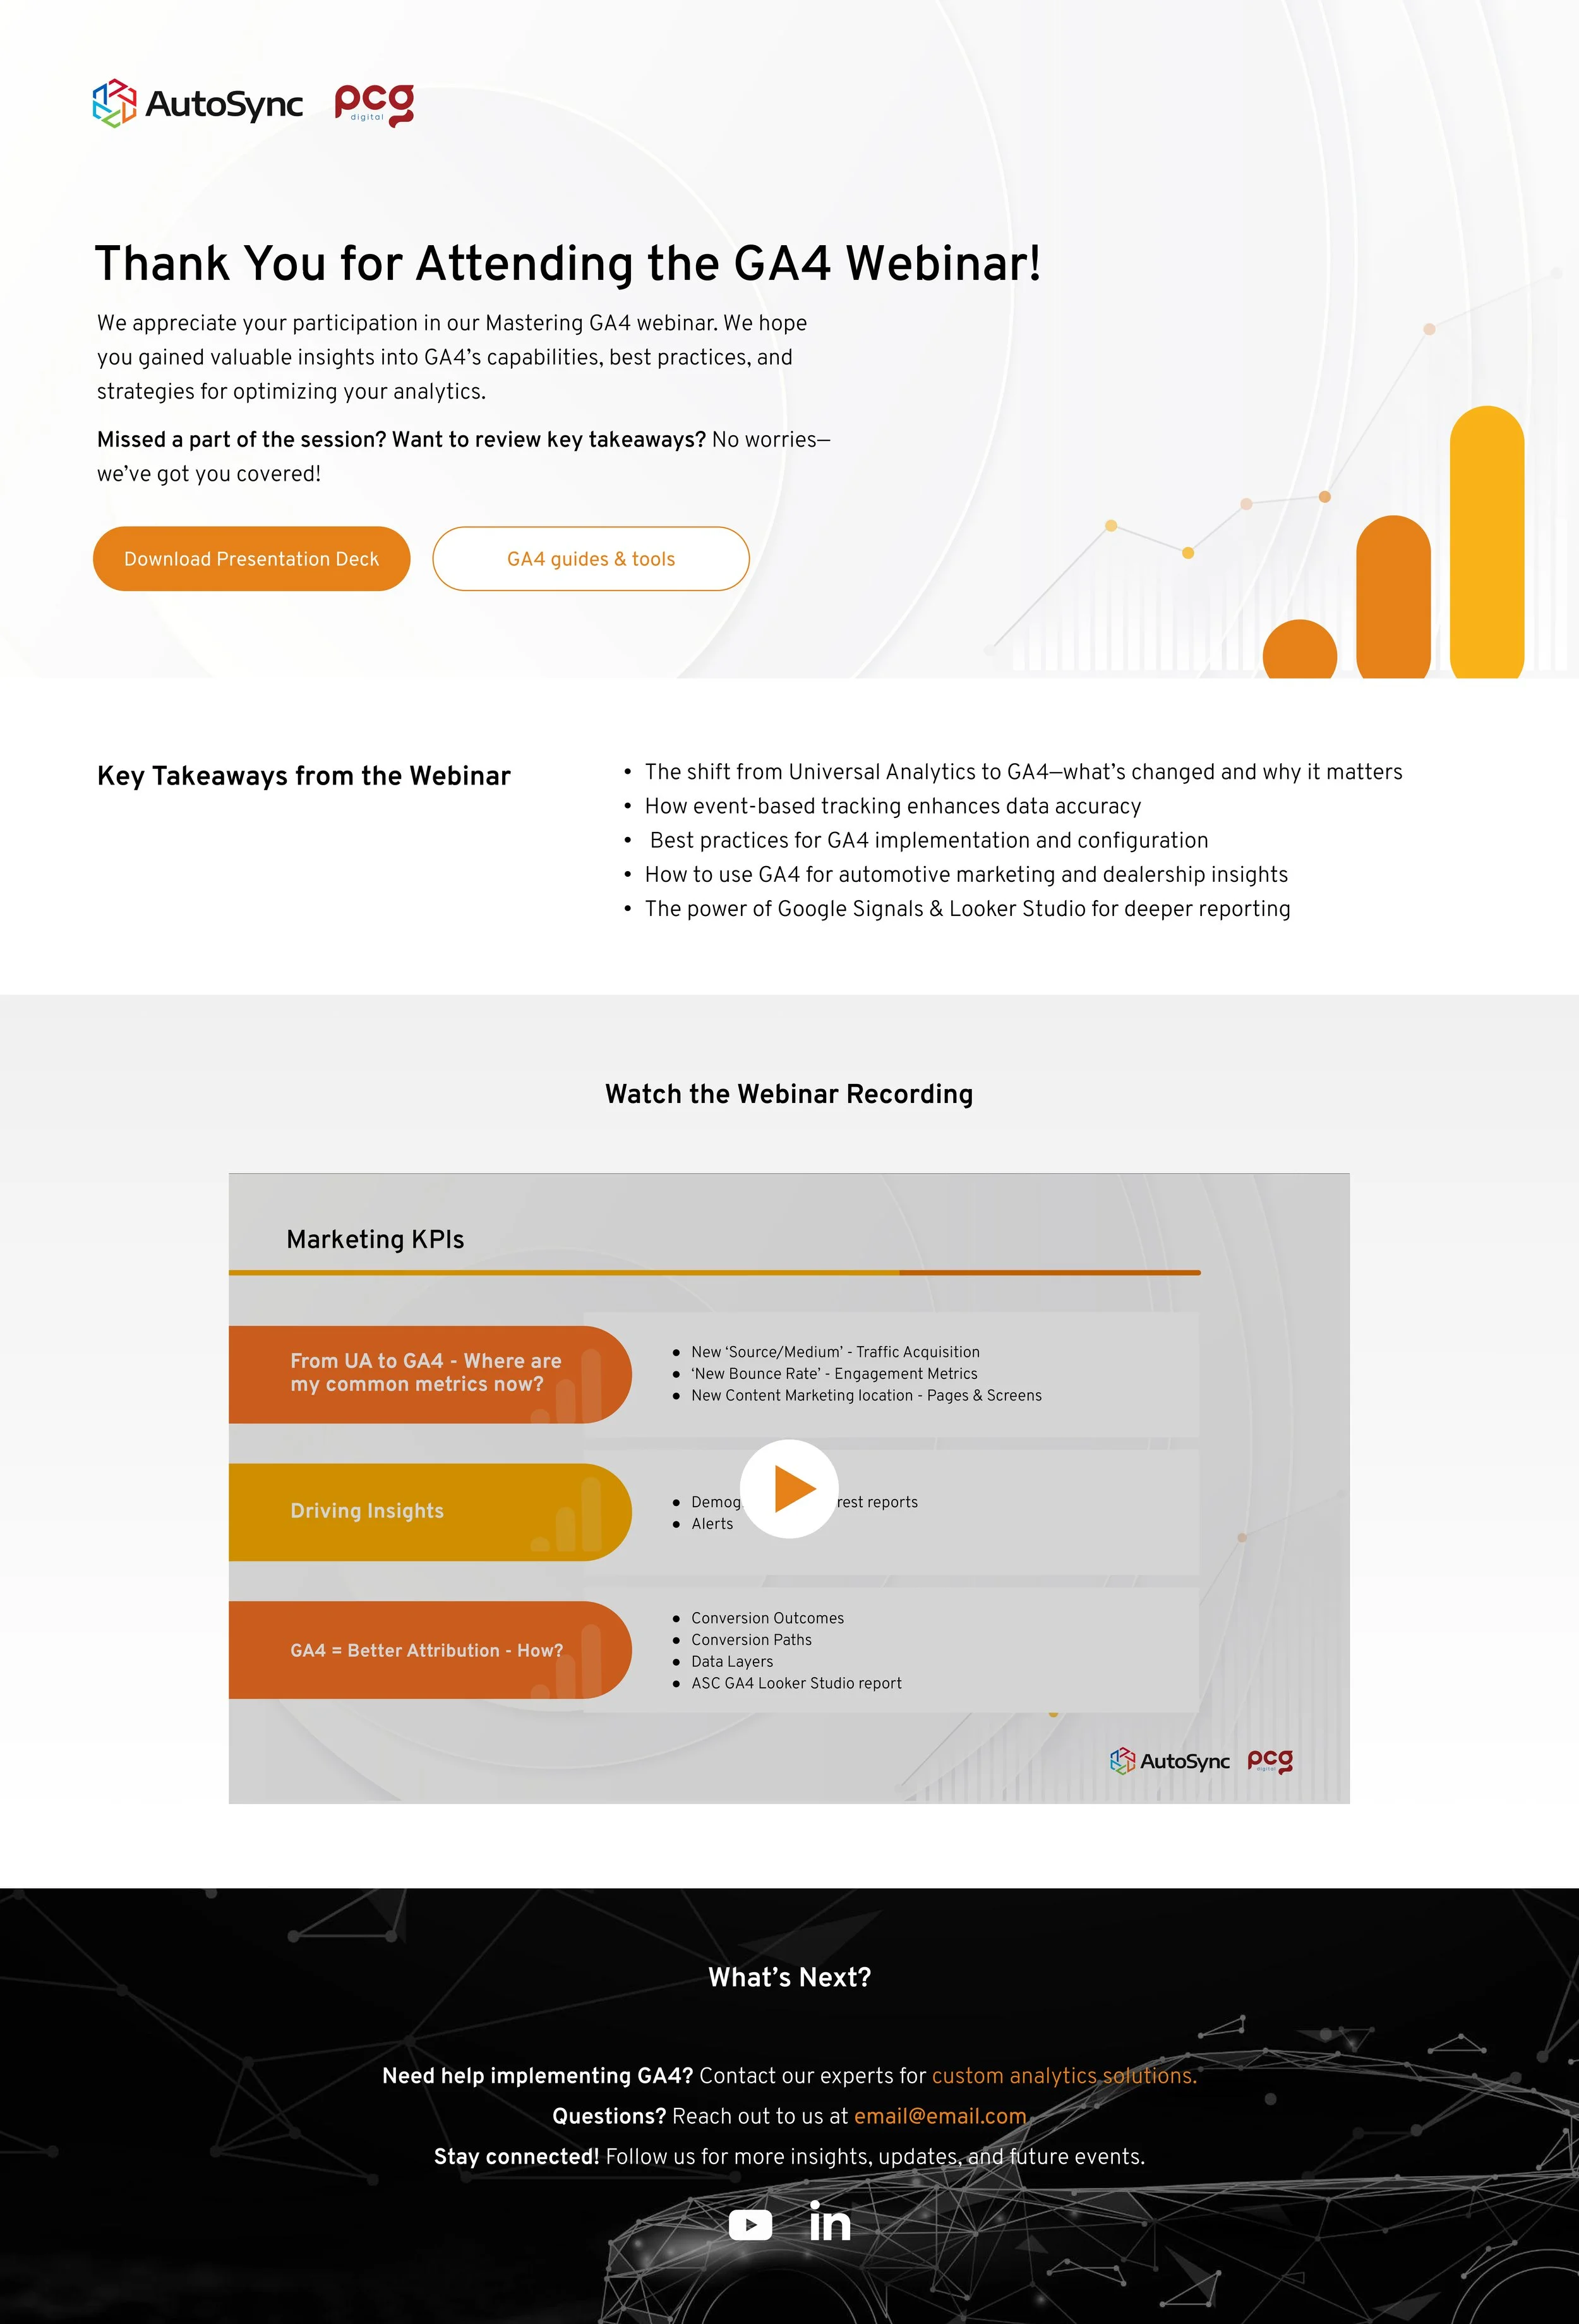 AutoSync
pcg
digital
Thank You for Attending the GA4 Webinar!
We appreciate your participation in our Mastering GA4 webinar. We hope
you gained valuable insights into GA4’s capabilities, best practices, and
strategies for optimizing your analytics.
Missed a part of the session? Want to review key takeaways? No worries—
we’ve got you covered!
Download Presentation Deck
GA4 guides & tools
Key Takeaways from the Webinar
• The shift from Universal Analytics to GA4—what’s changed and why it matters
• How event-based tracking enhances data accuracy
• Best practices for GA4 implementation and configuration
• How to use GA4 for automotive marketing and dealership insights
• The power of Google Signals & Looker Studio for deeper reporting
Watch the Webinar Recording
Marketing KPIs
From UA to GA4 - Where are
my common metrics now?
● New ‘Source/Medium’ - Traffic Acquisition
● ‘New Bounce Rate’ - Engagement Metrics
● New Content Marketing location - Pages & Screens
Driving Insights
● reports
● Alerts
GA4 = Better Attribution - How?
● Conversion Outcomes
● Conversion Paths
● Data Layers
● ASC GA4 Looker Studio report
AutoSync
pcg
digital
What’s Next?
Need help implementing GA4? Contact our experts for custom analytics solutions.
Questions? Reach out to us at email@email.com
Stay connected! Follow us for more insights, updates, and future events.
in